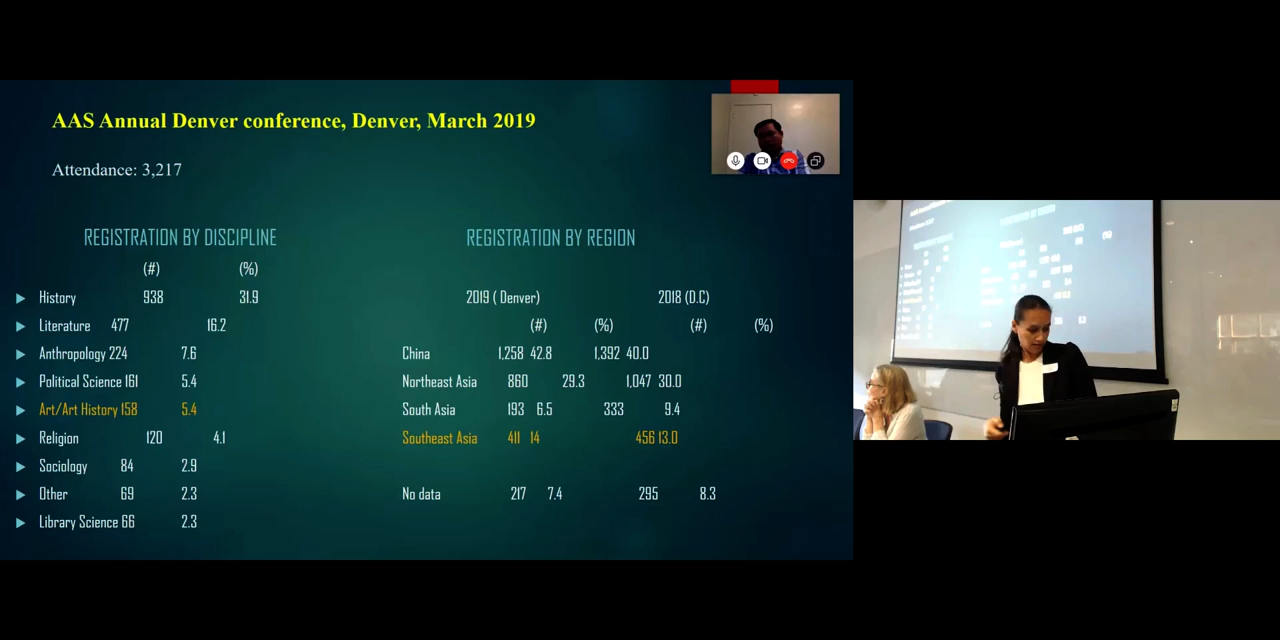 AAS Annual Denver conference, Denver, March 2019
Attendance: 3,217
REGISTRATION BY DISCIPLINE
(#) (%)
History 938 31.9
Literature 477 16.2
Anthropology 224 7.6
Political Science 161 5.4
Art/Art History 158 5.4
Religion 120 4.1
Sociology 84 2.9
Other 69 2.3
Library Science 66 2.3
REGISTRATION BY REGION
2019 ( Denver) 2018 (D.C)
(#) (%) (#) (%)
China 1,258 42.8 1,392 40.0
Northeast Asia 860 29.3 1,047 30.0
South Asia 193 6.5 333 9.4
Southeast Asia 411 14 456 13.0
No data 217 7.4 295 8.3